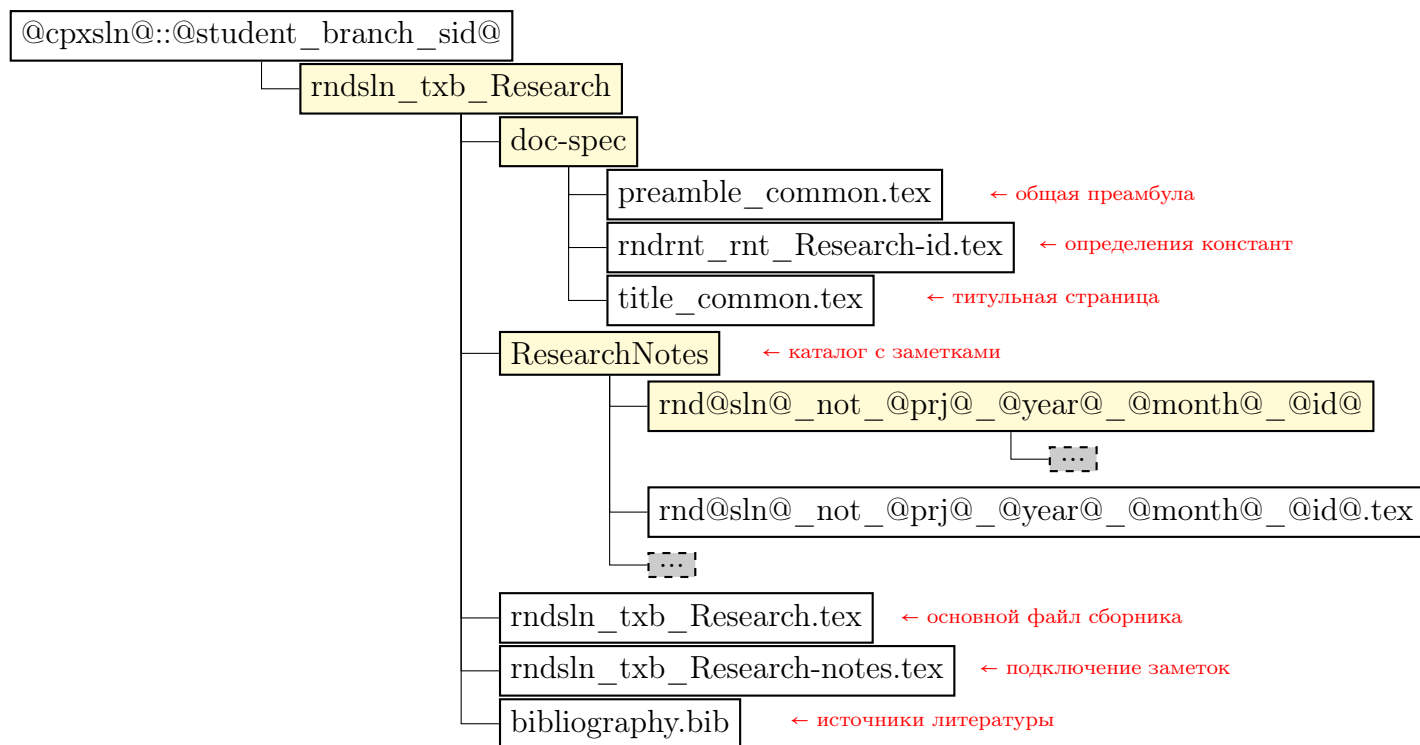 @cpxsln@::@student_branch_sid@
rndsln_txb_Research
doc-spec
preamble_common.tex ← общая преамбула
rndrnt_rnt_Research-id.tex ← определения констант
title_common.tex ← титульная страница
ResearchNotes ← каталог с заметками
rnd@sln@_not_@prj@_@year@_@month@_@id@
...
rnd@sln@_not_@prj@_@year@_@month@_@id@.tex
...
rndsln_txb_Research.tex ← основной файл сборника
rndsln_txb_Research-notes.tex ← подключение заметок
bibliography.bib ← источники литературы